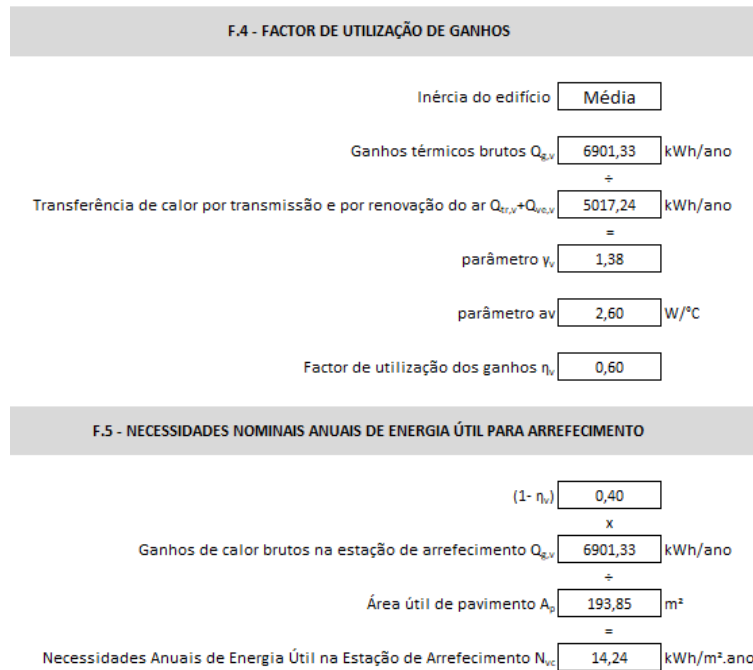 F.4 - FACTOR DE UTILIZAÇÃO DE GANHOS
Inércia do edifício Média
Ganhos térmicos brutos Qg,v 6901,33 kWh/ano
÷
Transferência de calor por transmissão e por renovação do ar Qtr,v+Qve,v 5017,24 kWh/ano
=
parâmetro γv 1,38
parâmetro av 2,60 W/°C
Factor de utilização dos ganhos ηv 0,60
F.5 - NECESSIDADES NOMINAIS ANUAIS DE ENERGIA ÚTIL PARA ARREFECIMENTO
(1- ηv) 0,40
x
Ganhos de calor brutos na estação de arrefecimento Qg,v 6901,33 kWh/ano
÷
Área útil de pavimento Ap 193,85 m²
=
Necessidades Anuais de Energia Útil na Estação de Arrefecimento Nvc 14,24 kWh/m².ano